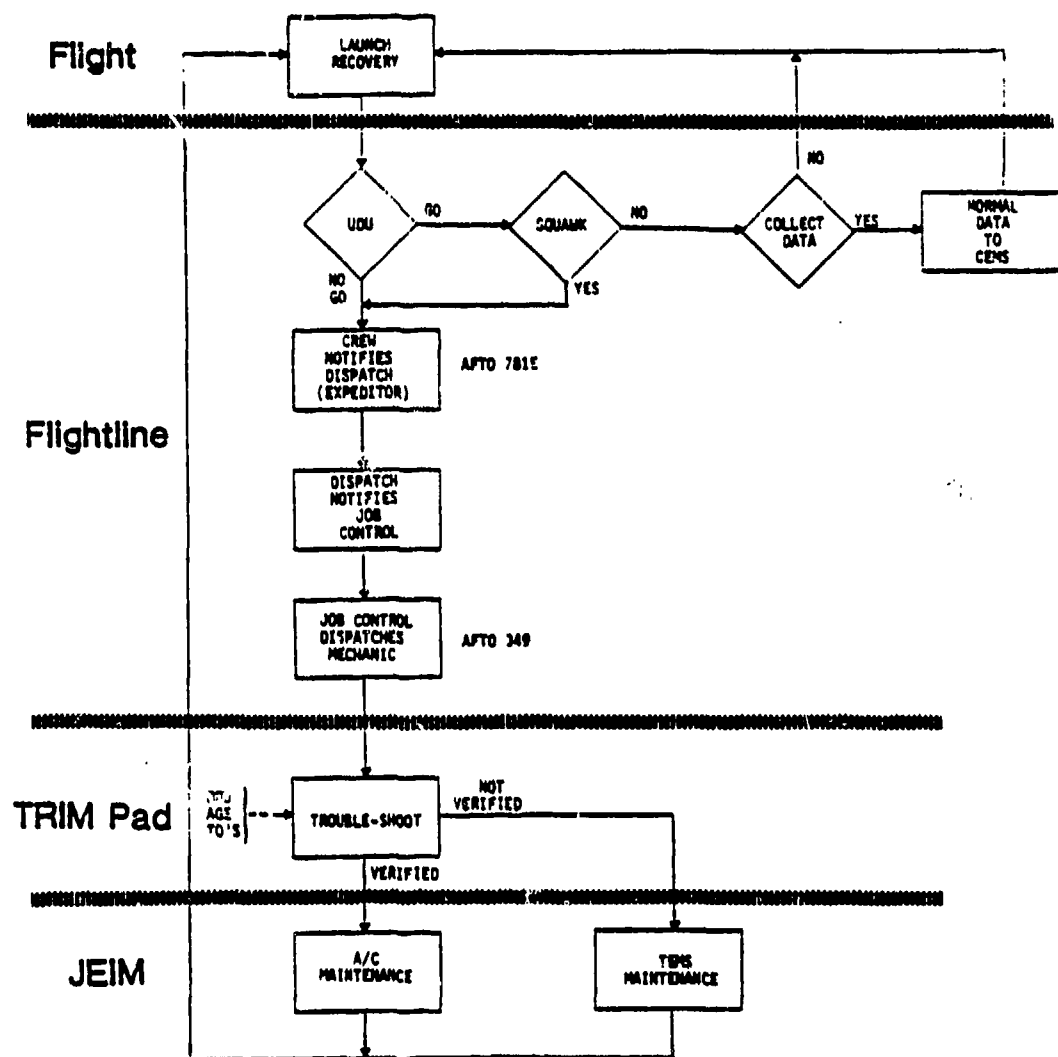 Flight
LAUNCH
RECOVERY
NO
UDU
GO
SQUAWK
NO
COLLECT
DATA
YES
NORMAL
DATA
TO
CEMS
NO
GO
YES
CREW
NOTIFIES
DISPATCH
(EXPEDITOR)
AFTO 781E
Flightline
DISPATCH
NOTIFIES
JOB
CONTROL
JOB CONTROL
DISPATCHES
MECHANIC
AFTO 349
TRIM Pad
AGE
TO'S
TROUBLE-SHOOT
NOT
VERIFIED
VERIFIED
JEIM
A/C
MAINTENANCE
TEMS
MAINTENANCE